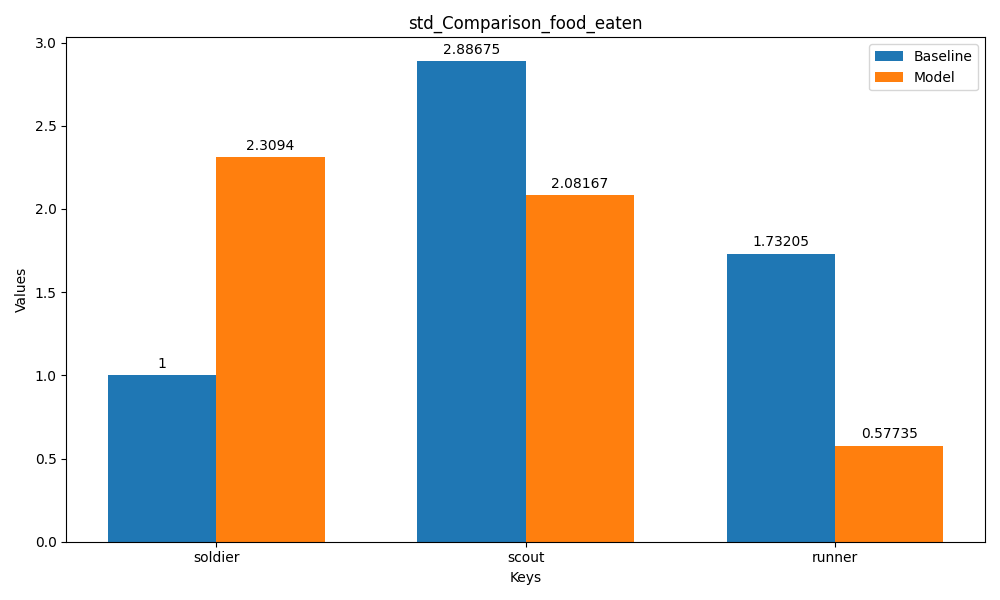 std_Comparison_food_eaten
Baseline
Model
Values
3.0
2.5
2.0
1.5
1.0
0.5
0.0
1
2.3094
2.88675
2.08167
1.73205
0.57735
soldier
scout
runner
Keys